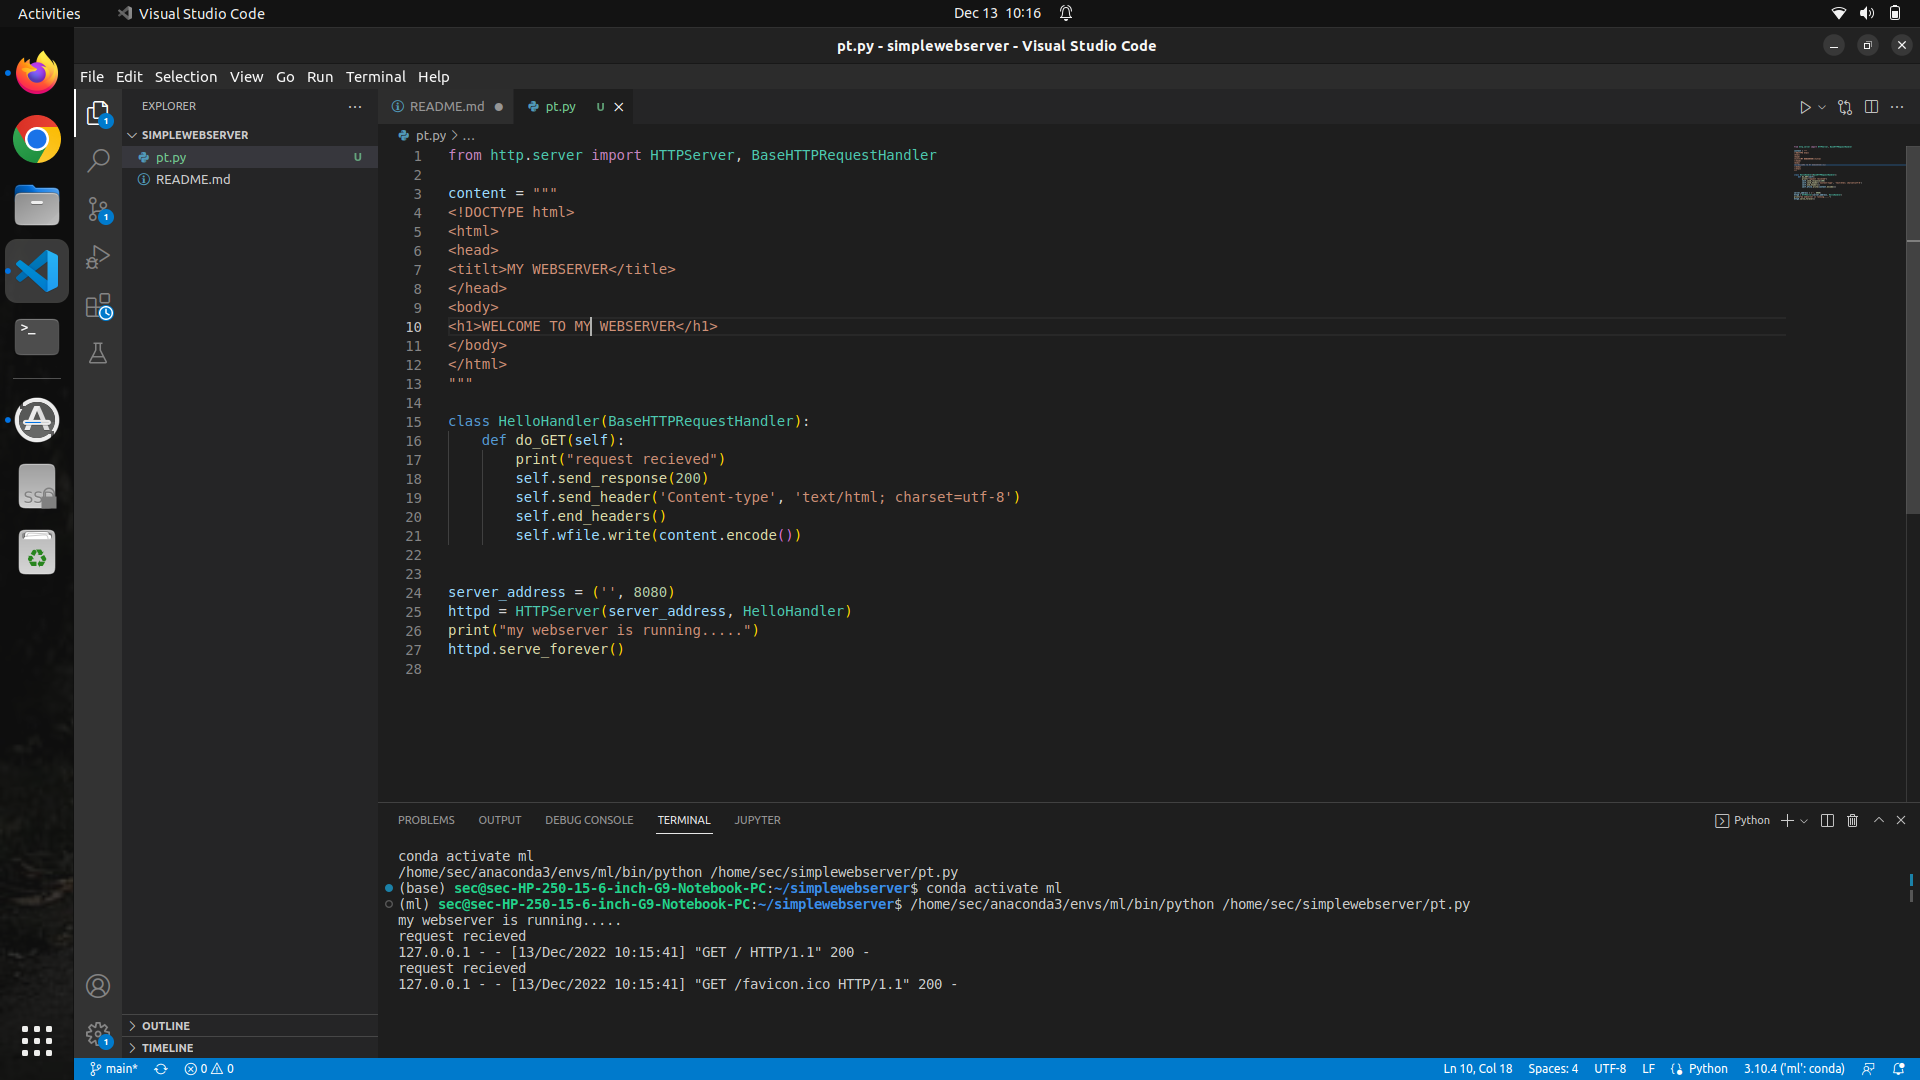 Activities
Visual Studio Code
Dec 13 10:16
pt.py - simplewebserver - Visual Studio Code
File Edit Selection View Go Run Terminal Help
EXPLORER
SIMPLEWEBSERVER
pt.py U
README.md
README.md
pt.py U
pt.py > ...
1 from http.server import HTTPServer, BaseHTTPRequestHandler
2
3 content = """
4 <!DOCTYPE html>
5 <html>
6 <head>
7 <titlt>MY WEBSERVER</title>
8 </head>
9 <body>
10 <h1>WELCOME TO MY WEBSERVER</h1>
11 </body>
12 </html>
13 """
14
15 class HelloHandler(BaseHTTPRequestHandler):
16     def do_GET(self):
17         print("request recieved")
18         self.send_response(200)
19         self.send_header('Content-type', 'text/html; charset=utf-8')
20         self.end_headers()
21         self.wfile.write(content.encode())
22
23
24 server_address = ('', 8080)
25 httpd = HTTPServer(server_address, HelloHandler)
26 print("my webserver is running.....")
27 httpd.serve_forever()
28
PROBLEMS OUTPUT DEBUG CONSOLE TERMINAL JUPYTER
Python
conda activate ml
/home/sec/anaconda3/envs/ml/bin/python /home/sec/simplewebserver/pt.py
(base) sec@sec-HP-250-15-6-inch-G9-Notebook-PC:~/simplewebserver$ conda activate ml
(ml) sec@sec-HP-250-15-6-inch-G9-Notebook-PC:~/simplewebserver$ /home/sec/anaconda3/envs/ml/bin/python /home/sec/simplewebserver/pt.py
my webserver is running.....
request recieved
127.0.0.1 - - [13/Dec/2022 10:15:41] "GET / HTTP/1.1" 200 -
request recieved
127.0.0.1 - - [13/Dec/2022 10:15:41] "GET /favicon.ico HTTP/1.1" 200 -
OUTLINE
TIMELINE
1
1
1
SSD
main* 0 0
Ln 10, Col 18 Spaces: 4 UTF-8 LF Python 3.10.4 ('ml': conda)